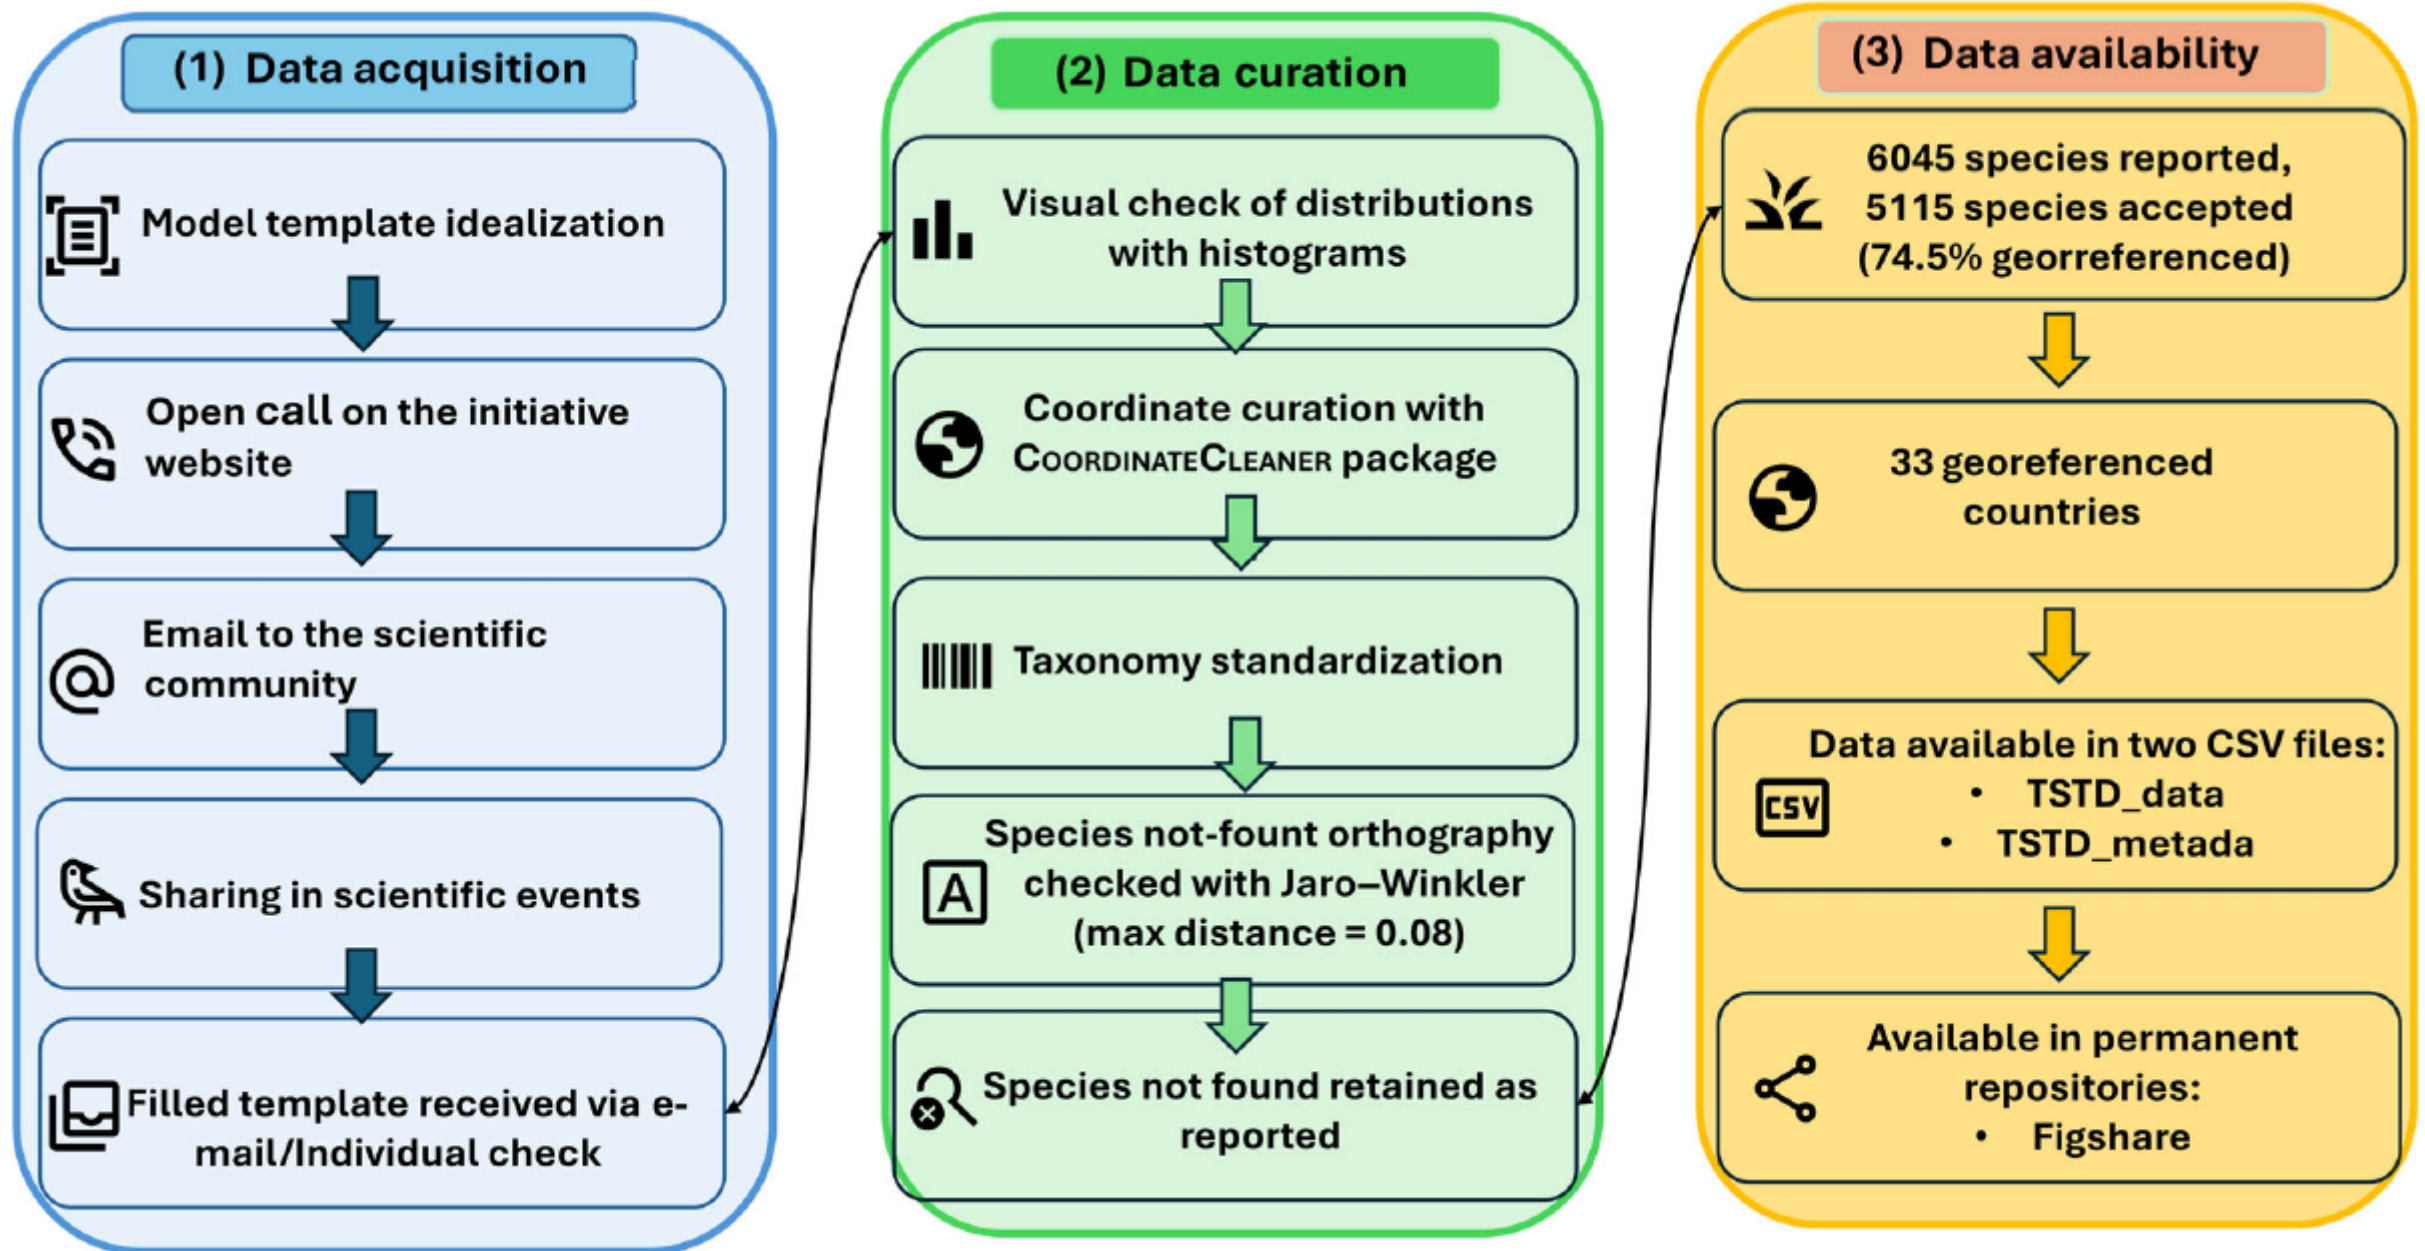 (1) Data acquisition
Model template idealization
Open call on the initiative
website
Email to the scientific
community
Sharing in scientific events
Filled template received via e-
mail/Individual check
(2) Data curation
Visual check of distributions
with histograms
Coordinate curation with
COORDINATECLEANER package
Taxonomy standardization
Species not-fount orthography
checked with Jaro–Winkler
(max distance = 0.08)
A
Species not found retained as
reported
(3) Data availability
6045 species reported,
5115 species accepted
(74.5% georreferenced)
33 georeferenced
countries
Data available in two CSV files:
• TSTD_data
• TSTD_metada
CSV
Available in permanent
repositories:
• Figshare